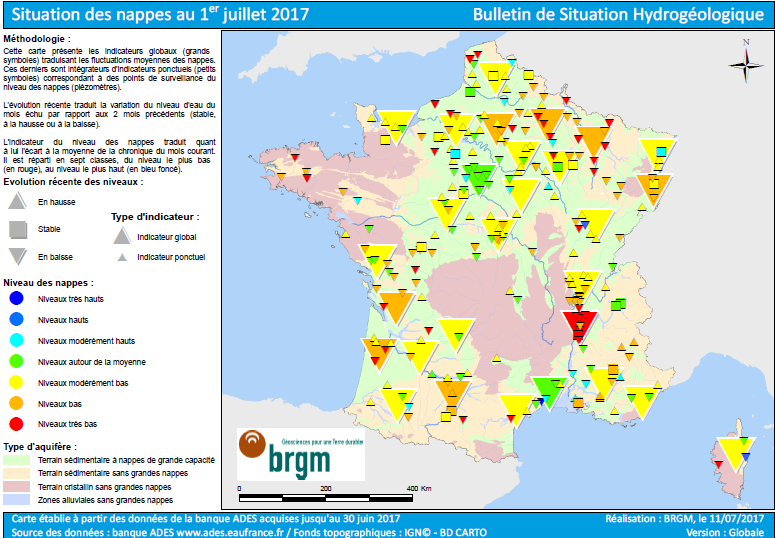 Situation des nappes au 1er juillet 2017
Bulletin de Situation Hydrogéologique
Méthodologie :
Cette carte présente les indicateurs globaux (grands
symboles) traduisant les fluctuations moyennes des nappes.
Ces derniers sont intégrateurs d'indicateurs ponctuels (petits
symboles) correspondant à des points de surveillance du
niveau des nappes (piézomètres).
L'évolution récente traduit la variation du niveau d'eau du
mois échu par rapport aux 2 mois précédents (stable,
à la hausse ou à la baisse).
L'indicateur du niveau des nappes traduit quant
à lui l'écart à la moyenne de la chronique du mois courant.
Il est réparti en sept classes, du niveau le plus bas
(en rouge), au niveau le plus haut (en bleu foncé).
Evolution récente des niveaux :
En hausse
Stable
En baisse
Type d'indicateur :
Indicateur global
Indicateur ponctuel
Niveau des nappes :
Niveaux très hauts
Niveaux hauts
Niveaux modérément hauts
Niveaux autour de la moyenne
Niveaux modérément bas
Niveaux bas
Niveaux très bas
Type d'aquifère :
Terrain sédimentaire à nappes de grande capacité
Terrain sédimentaire sans grandes nappes
Terrain cristallin sans grandes nappes
Zones alluviales sans grandes nappes
N
Géosciences pour une Terre durable
brgm
0 100 200 300 400 Km
Carte établie à partir des données de la banque ADES acquises jusqu'au 30 juin 2017
Réalisation : BRGM, le 11/07/2017
Source des données : banque ADES www.ades.eaufrance.fr / Fonds topographiques : IGN© - BD CARTO
Version : Globale